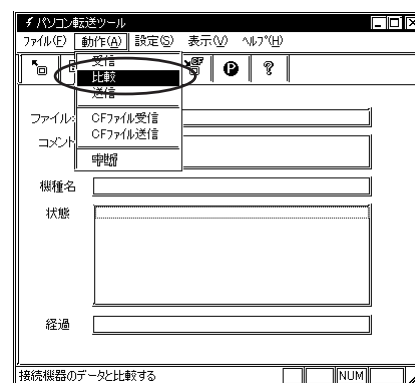 パソコン転送ツール
ファイル(F) 動作(A) 設定(S) 表示(V) ヘルプ(H)
受信
比較
送信
CFファイル受信
CFファイル送信
中断
CF P ?
ファイル:
コメント
機種名
状態
経過
接続機器のデータと比較する NUM